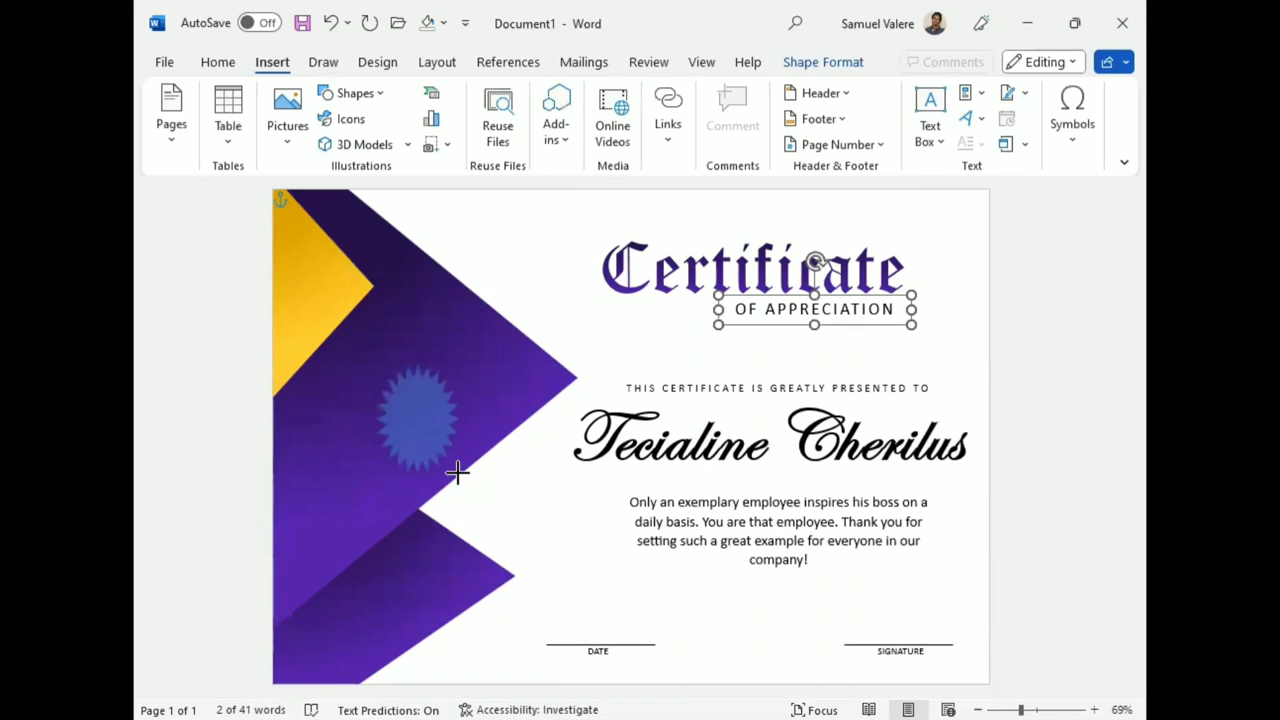 AutoSave Off Document1 - Word Samuel Valere
File Home Insert Draw Design Layout References Mailings Review View Help Shape Format Comments Editing
Pages Table Pictures Shapes Icons 3D Models Reuse Files Add-ins Online Videos Links Comment Header Footer Page Number Text Box Symbols
Tables Illustrations Reuse Files Media Comments Header & Footer Text
Certificate
OF APPRECIATION
THIS CERTIFICATE IS GREATLY PRESENTED TO
Tecialine Cherilus
Only an exemplary employee inspires his boss on a
daily basis. You are that employee. Thank you for
setting such a great example for everyone in our
company!
DATE SIGNATURE
Page 1 of 1 2 of 41 words Text Predictions: On Accessibility: Investigate Focus 69%